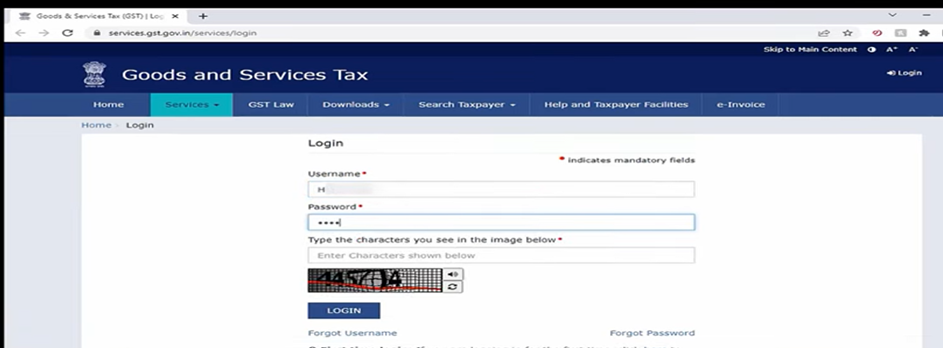 Goods & Services Tax (GST) | Log
services.gst.gov.in/services/login
Skip to Main Content A+ A-
Goods and Services Tax
Login
Home Services GST Law Downloads Search Taxpayer Help and Taxpayer Facilities e-Invoice
Home Login
Login
• indicates mandatory fields
Username•
H
Password•
••••
Type the characters you see in the image below•
Enter Characters shown below
LOGIN
Forgot Username Forgot Password